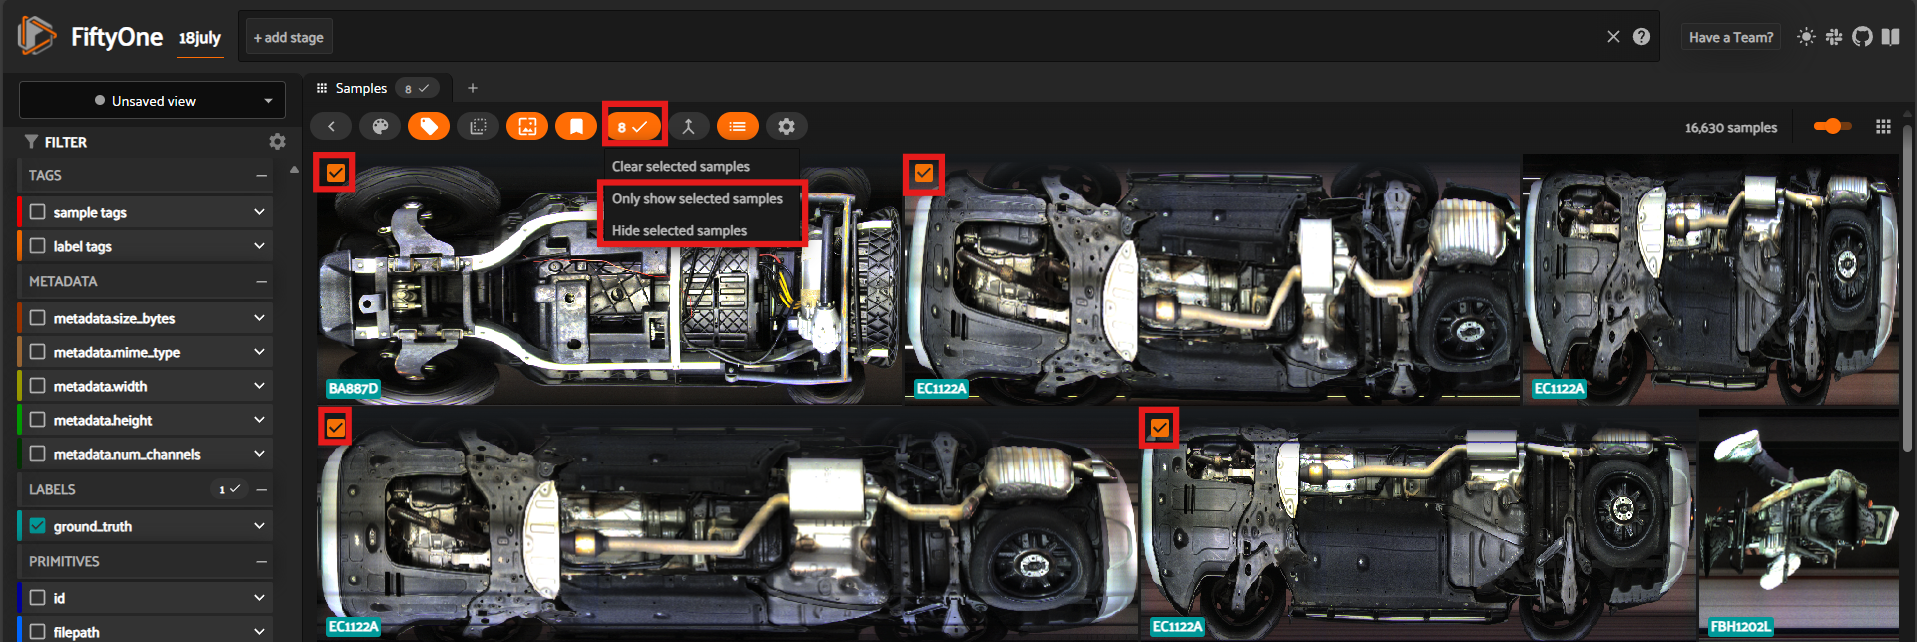 FiftyOne
18july
+ add stage
Have a Team?
Unsaved view
Samples
8
+
FILTER
8
16,630 samples
TAGS
Clear selected samples
Only show selected samples
Hide selected samples
sample tags
label tags
METADATA
metadata.size_bytes
metadata.mime_type
metadata.width
metadata.height
metadata.num_channels
LABELS
1
ground_truth
PRIMITIVES
id
filepath
BA887D
EC1122A
EC1122A
EC1122A
EC1122A
FBH1202L